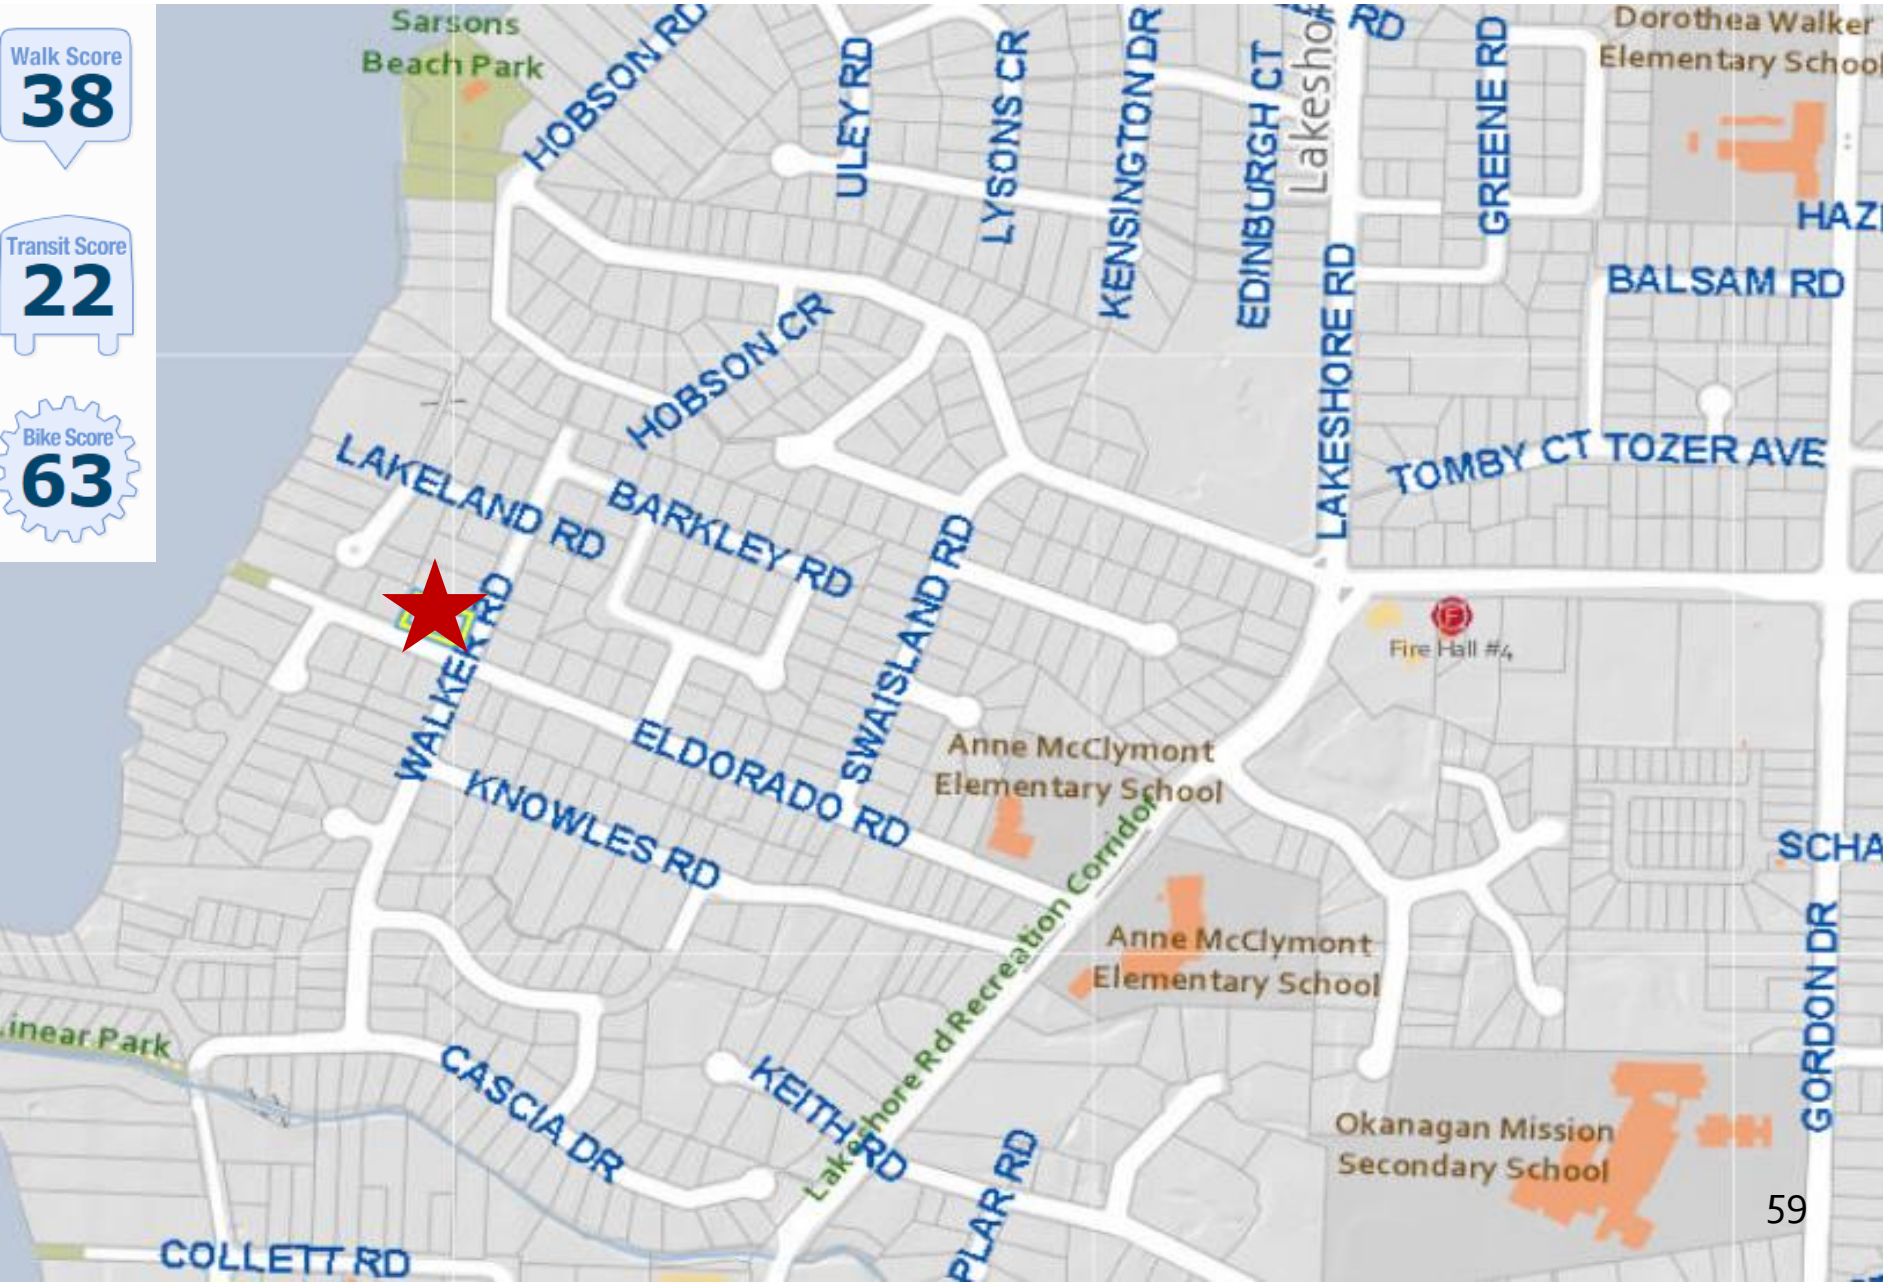 Walk Score
38
Transit Score
22
Bike Score
63
Sarsons
Beach Park
HOBSON RD
ULEY RD
LYSONS CR
KENSINGTON DR
EDINBURGH CT
RD
GREENE RD
Dorothea Walker
Elementary School
HAZ
BALSAM RD
LAKESHORE RD
HOBSON CR
TOMBY CT
TOZER AVE
LAKELAND RD
BARKLEY RD
SWAISLAND RD
WALKER RD
Fire Hall #4
F
ELDORADO RD
Anne McClymont
Elementary School
KNOWLES RD
SCHA
Anne McClymont
Elementary School
Lakeshore Rd Recreation Corridor
GORDON DR
Linear Park
CASCIA DR
KEITH RD
PLAR RD
Okanagan Mission
Secondary School
59
COLLETT RD